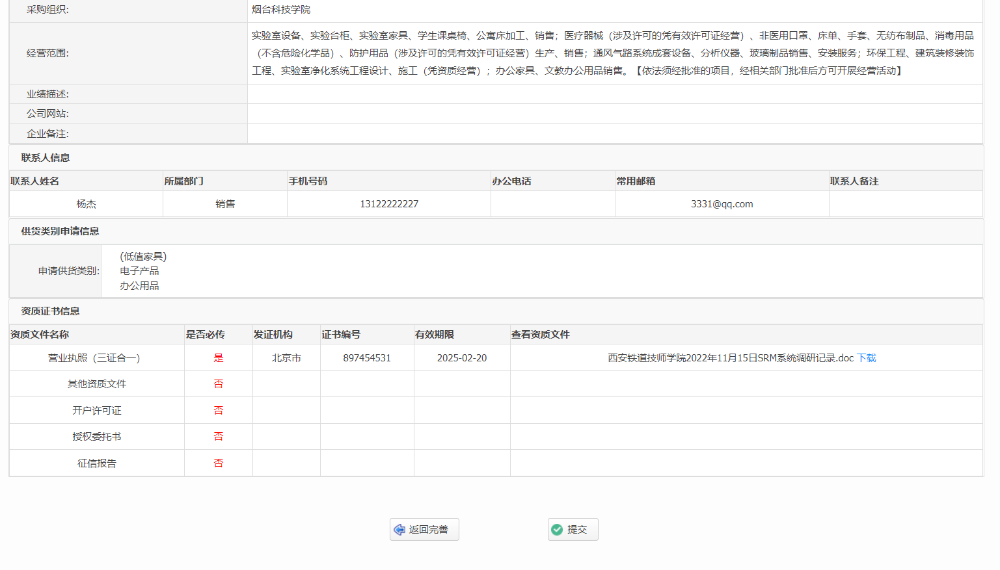 采购组织: 烟台科技学院
经营范围: 实验室设备、实验台柜、实验室家具、学生课桌椅、公寓床加工、销售；医疗器械（涉及许可的凭有效许可证经营）、非医用口罩、床单、手套、无纺布制品、消毒用品
（不含危险化学品）、防护用品（涉及许可的凭有效许可证经营）生产、销售；通风气路系统成套设备、分析仪器、玻璃制品销售、安装服务；环保工程、建筑装修装饰
工程、实验室净化系统工程设计、施工（凭资质经营）；办公家具、文教办公用品销售。【依法须经批准的项目，经相关部门批准后方可开展经营活动】
业绩描述:
公司网站:
企业备注:
联系人信息
联系人姓名 所属部门 手机号码 办公电话 常用邮箱 联系人备注
杨杰 销售 13122222227 3331@qq.com
供货类别申请信息
申请供货类别:
(低值家具)
电子产品
办公用品
资质证书信息
资质文件名称 是否必传 发证机构 证书编号 有效期限 查看资质文件
营业执照（三证合一） 是 北京市 897454531 2025-02-20 西安铁道技师学院2022年11月15日SRM系统调研记录.doc 下载
其他资质文件 否
开户许可证 否
授权委托书 否
征信报告 否
返回完善 提交